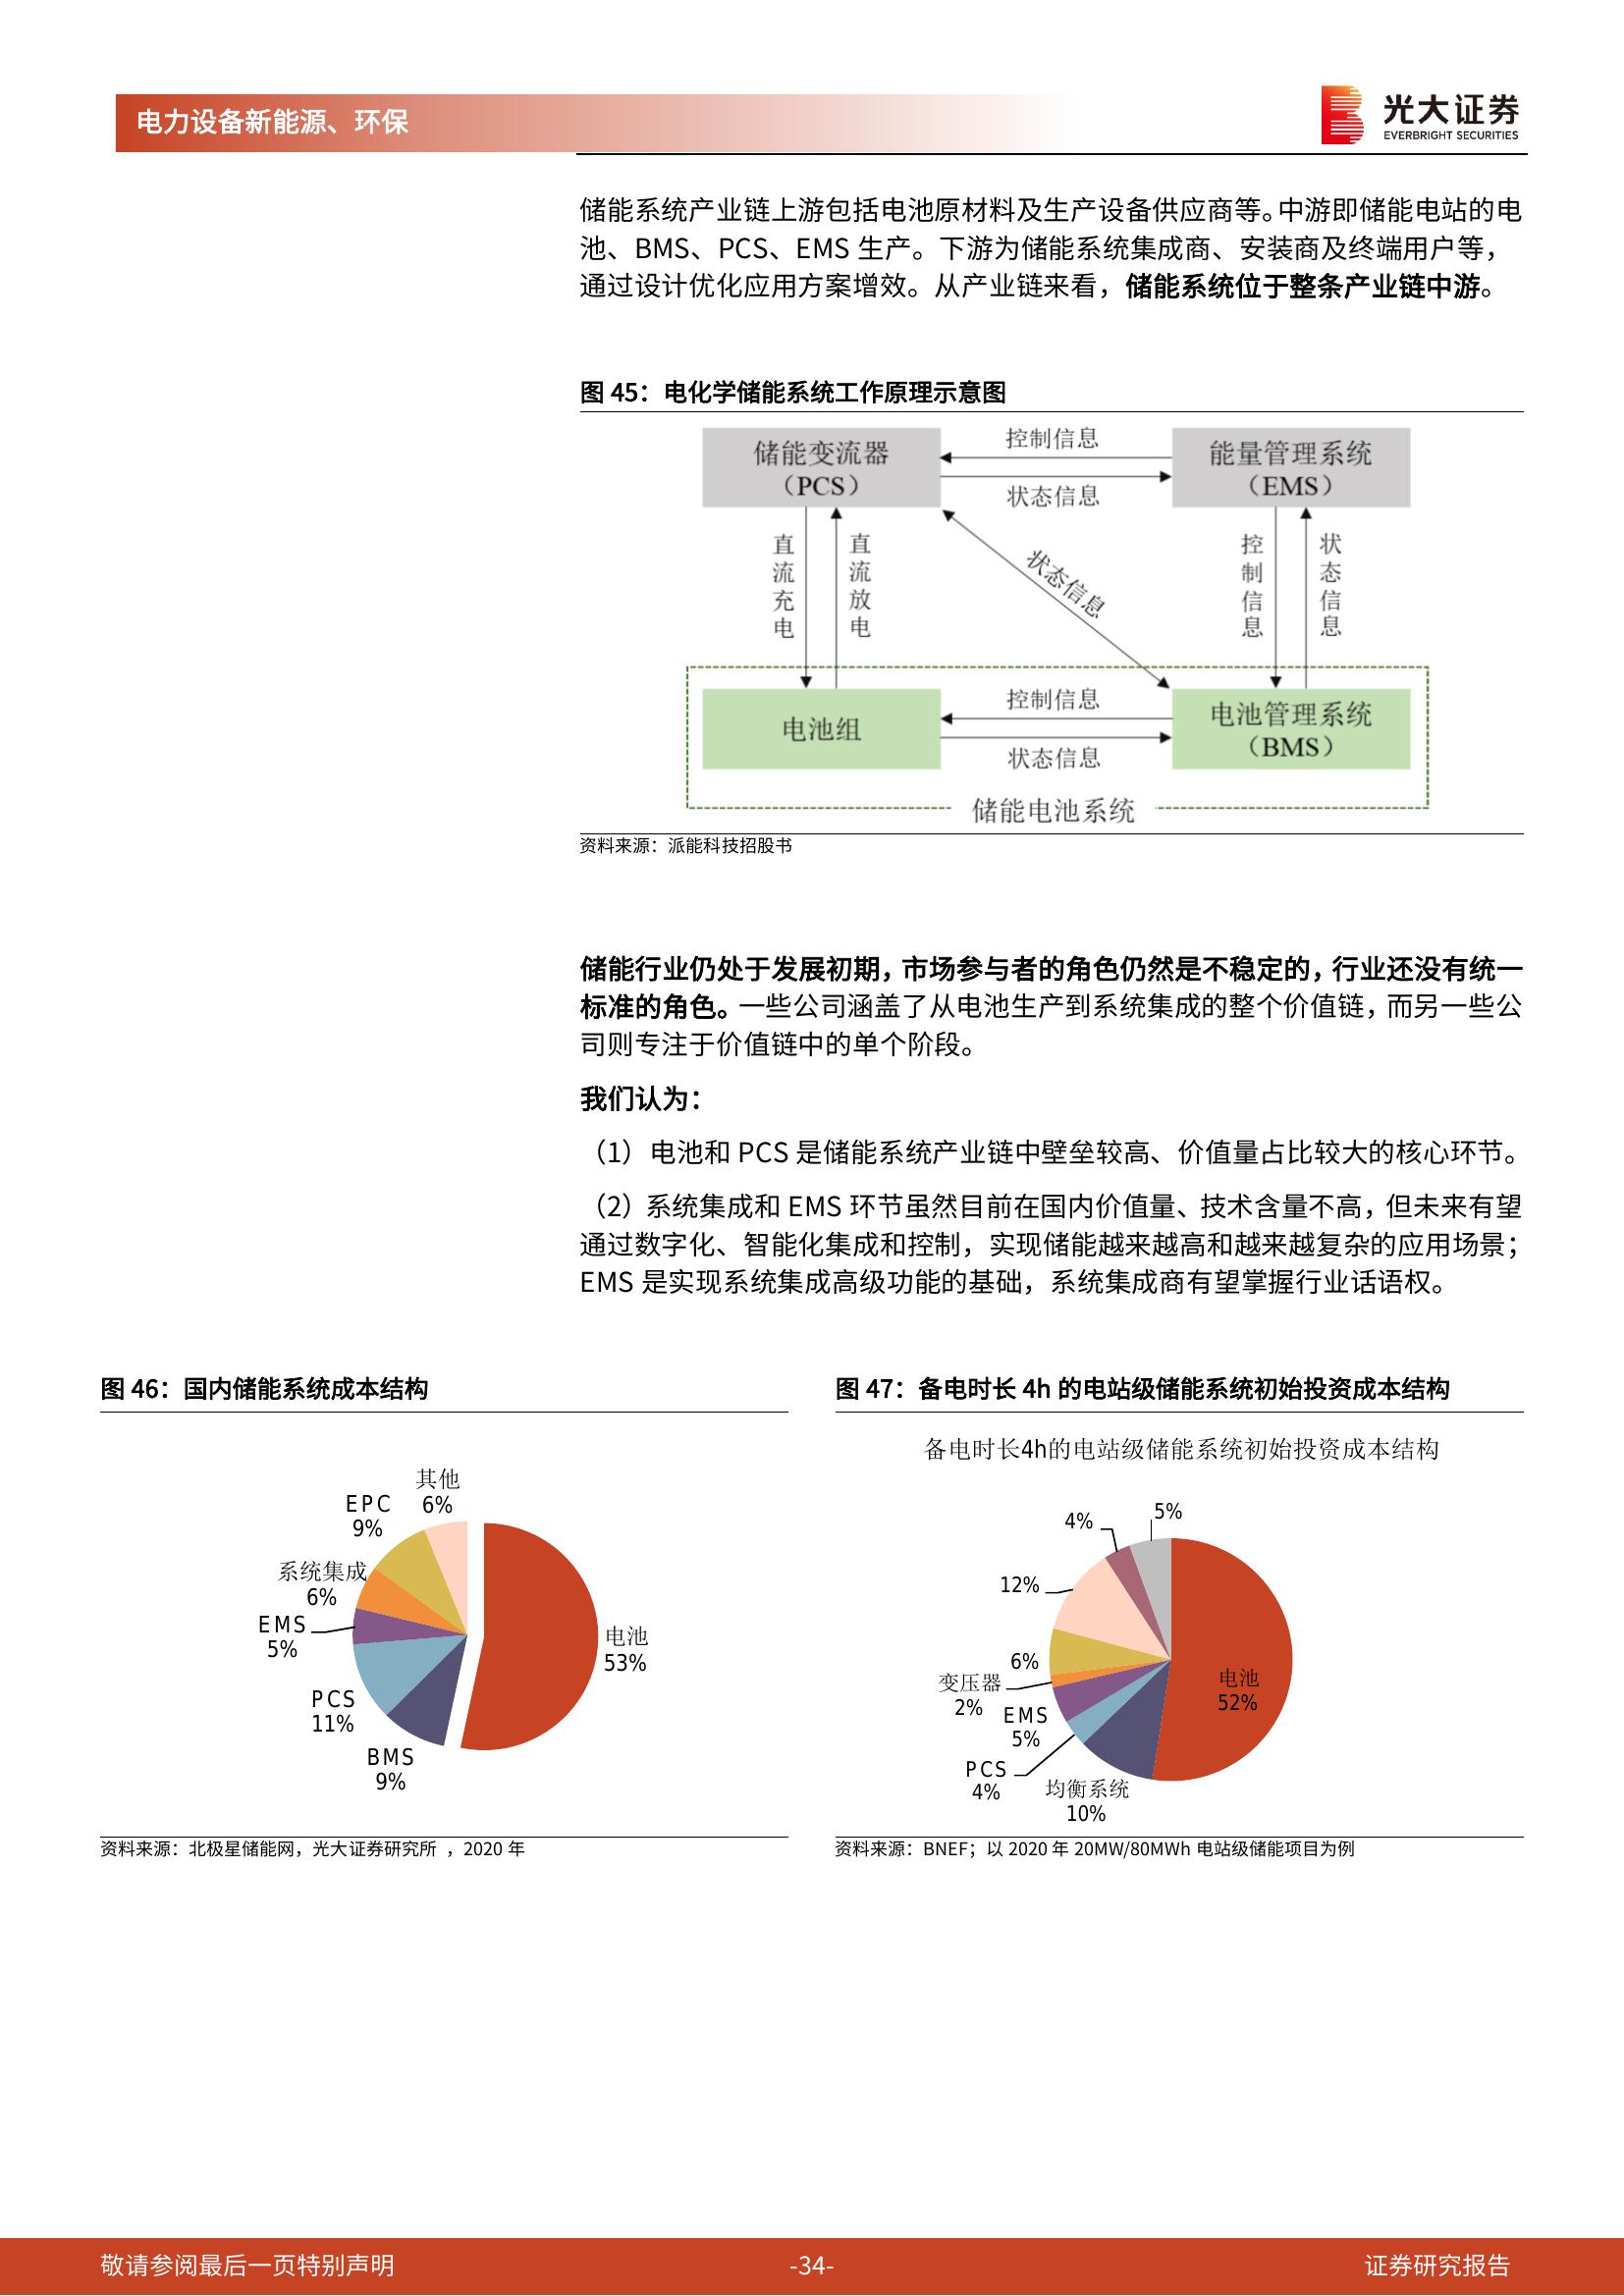 电力设备新能源、环保
光大证券
EVERBRIGHT SECURITIES
储能系统产业链上游包括电池原材料及生产设备供应商等。中游即储能电站的电
池、BMS、PCS、EMS 生产。下游为储能系统集成商、安装商及终端用户等，
通过设计优化应用方案增效。从产业链来看，储能系统位于整条产业链中游。
图 45：电化学储能系统工作原理示意图
储能变流器
（PCS）
控制信息
状态信息
能量管理系统
（EMS）
直流充电
直流放电
状态信息
控制信息
状态信息
电池组
控制信息
状态信息
电池管理系统
（BMS）
储能电池系统
资料来源：派能科技招股书
储能行业仍处于发展初期，市场参与者的角色仍然是不稳定的，行业还没有统一
标准的角色。一些公司涵盖了从电池生产到系统集成的整个价值链，而另一些公
司则专注于价值链中的单个阶段。
我们认为：
（1）电池和 PCS 是储能系统产业链中壁垒较高、价值量占比较大的核心环节。
（2）系统集成和 EMS 环节虽然目前在国内价值量、技术含量不高，但未来有望
通过数字化、智能化集成和控制，实现储能越来越高和越来越复杂的应用场景；
EMS 是实现系统集成高级功能的基础，系统集成商有望掌握行业话语权。
图 46：国内储能系统成本结构
其他
6%
EPC
9%
系统集成
6%
EMS
5%
PCS
11%
BMS
9%
电池
53%
资料来源：北极星储能网，光大证券研究所 ，2020 年
图 47：备电时长 4h 的电站级储能系统初始投资成本结构
备电时长4h的电站级储能系统初始投资成本结构
5%
4%
12%
6%
变压器
2%
EMS
5%
PCS
4%
均衡系统
10%
电池
52%
资料来源：BNEF；以 2020 年 20MW/80MWh 电站级储能项目为例
敬请参阅最后一页特别声明
-34-
证券研究报告